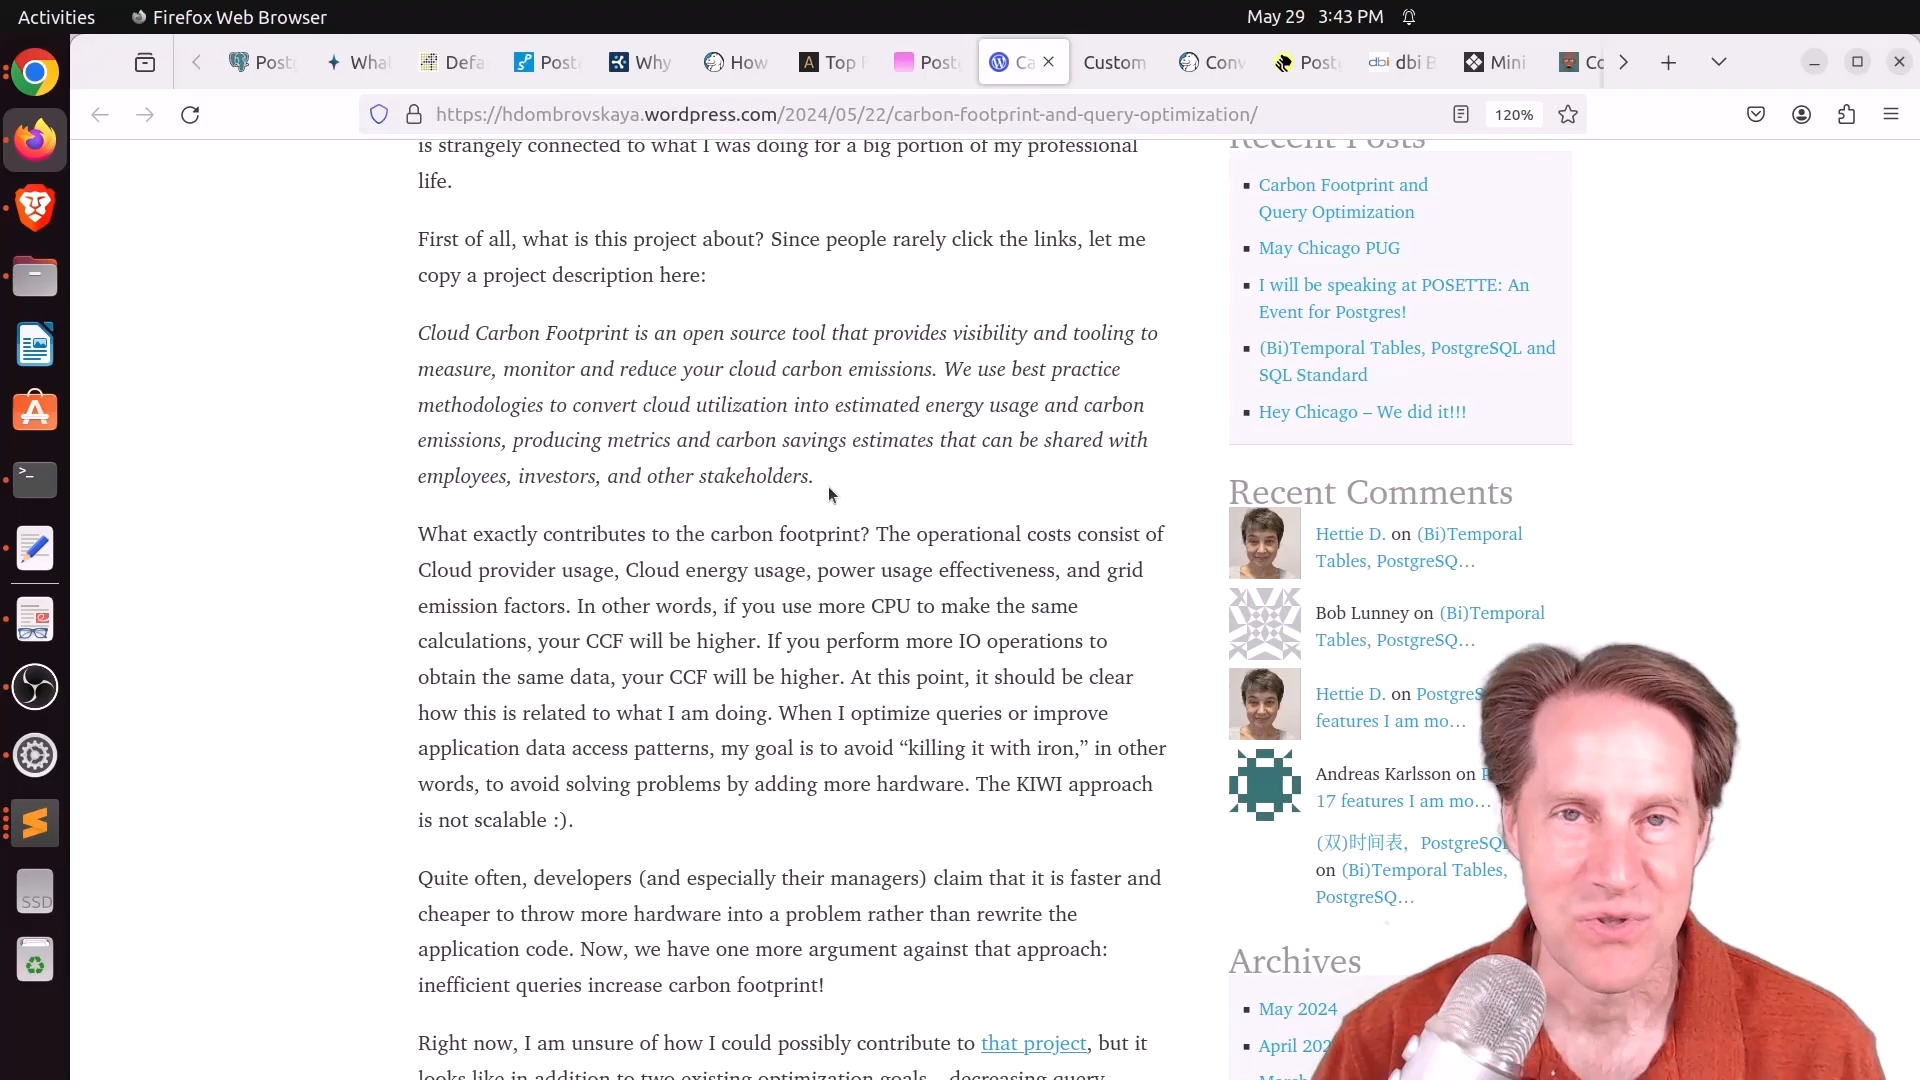 Activities
Firefox Web Browser
May 29 3:43 PM
Post
Wha
Defa
Post
Why
How
Top
Post
Ca
Custom
Conv
Post
dbi
Mini
Co
https://hdombrovskaya.wordpress.com/2024/05/22/carbon-footprint-and-query-optimization/
120%
is strangely connected to what I was doing for a big portion of my professional
life.
First of all, what is this project about? Since people rarely click the links, let me
copy a project description here:
Cloud Carbon Footprint is an open source tool that provides visibility and tooling to
measure, monitor and reduce your cloud carbon emissions. We use best practice
methodologies to convert cloud utilization into estimated energy usage and carbon
emissions, producing metrics and carbon savings estimates that can be shared with
employees, investors, and other stakeholders.
What exactly contributes to the carbon footprint? The operational costs consist of
Cloud provider usage, Cloud energy usage, power usage effectiveness, and grid
emission factors. In other words, if you use more CPU to make the same
calculations, your CCF will be higher. If you perform more IO operations to
obtain the same data, your CCF will be higher. At this point, it should be clear
how this is related to what I am doing. When I optimize queries or improve
application data access patterns, my goal is to avoid “killing it with iron,” in other
words, to avoid solving problems by adding more hardware. The KIWI approach
is not scalable :).
Quite often, developers (and especially their managers) claim that it is faster and
cheaper to throw more hardware into a problem rather than rewrite the
application code. Now, we have one more argument against that approach:
inefficient queries increase carbon footprint!
Right now, I am unsure of how I could possibly contribute to that project, but it
looks like in addition to two existing optimization goals – decreasing query
Recent Posts
Carbon Footprint and
Query Optimization
May Chicago PUG
I will be speaking at POSETTE: An
Event for Postgres!
(Bi)Temporal Tables, PostgreSQL and
SQL Standard
Hey Chicago – We did it!!!
Recent Comments
Hettie D. on (Bi)Temporal
Tables, PostgreSQ…
Bob Lunney on (Bi)Temporal
Tables, PostgreSQ…
Hettie D. on PostgreS
features I am mo…
Andreas Karlsson on P
17 features I am mo…
(双)时间表，PostgreSQL
on (Bi)Temporal Tables,
PostgreSQ…
Archives
May 2024
April 202
SSD